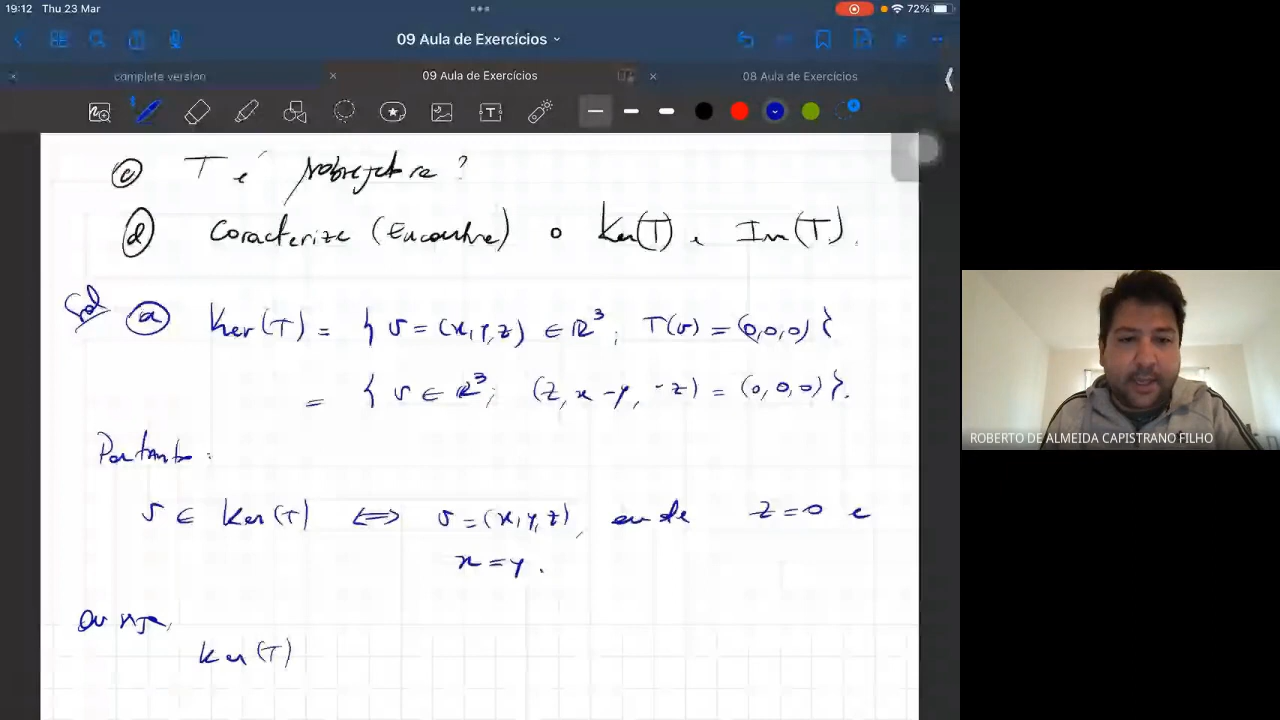 19:12 Thu 23 Mar
72%
09 Aula de Exercícios
complete version
09 Aula de Exercícios
08 Aula de Exercícios
T
c) T é sobrejetora?
d) Caracterize (Encontre) o Ker(T) e Im(T).
Sol a) Ker(T) = { v = (x,y,z) ∈ ℝ³; T(v) = (0,0,0) }
= { v ∈ ℝ³; (z, x-y, -z) = (0,0,0) }.
Portanto:
v ∈ Ker(T) ⟺ v = (x,y,z), onde z = 0 e
x = y.
Ou seja,
Ker(T)
ROBERTO DE ALMEIDA CAPISTRANO FILHO